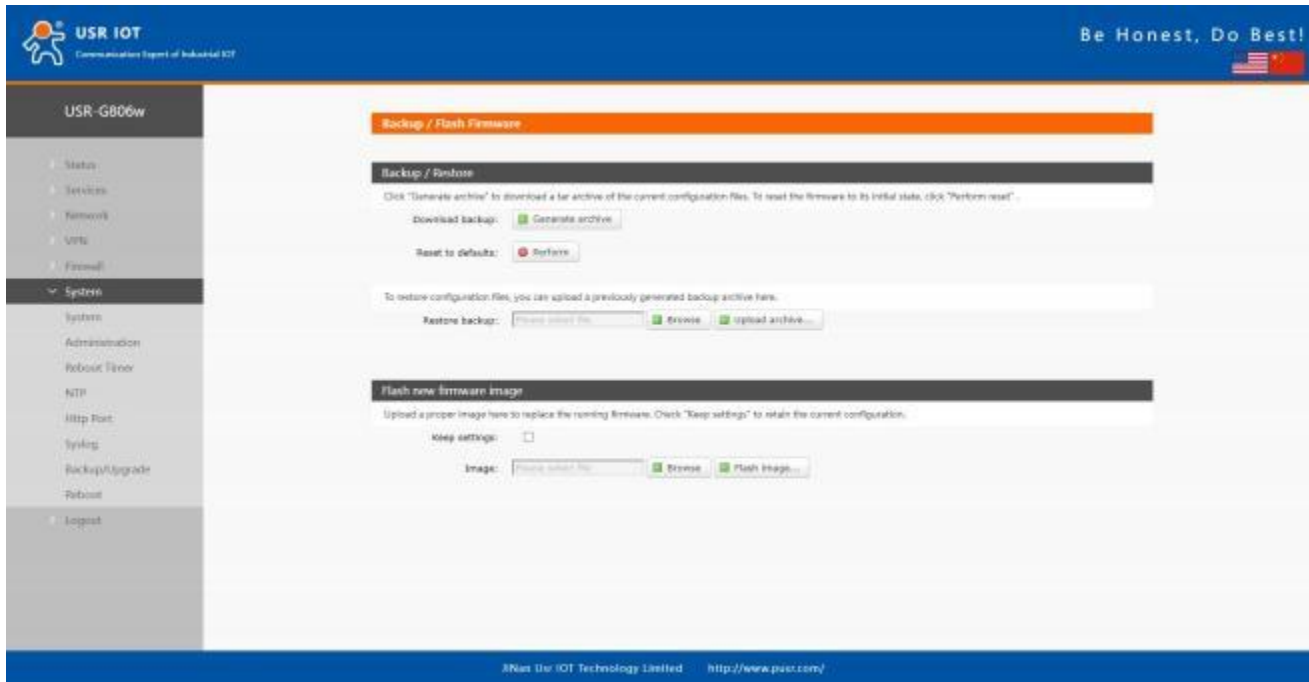 USR IOT
Communication Expert of Industrial IOT
Be Honest, Do Best!
USR-G806w
Status
Services
Network
VPN
Firewall
System
System
Administration
Reboot Timer
NTP
Http Port
Syslog
Backup/Upgrade
Reboot
Logout
Backup / Flash Firmware
Backup / Restore
Click "Generate archive" to download a tar archive of the current configuration files. To reset the firmware to its initial state, click "Perform reset" .
Download backup: Generate archive
Reset to defaults: Perform
To restore configuration files, you can upload a previously generated backup archive here.
Restore backup: Please select file Browse Upload archive...
Flash new firmware image
Upload a proper image here to replace the running firmware. Check "Keep settings" to retain the current configuration.
Keep settings:
Image: Please select file Browse Flash image...
JiNan Usr IOT Technology Limited http://www.pusr.com/